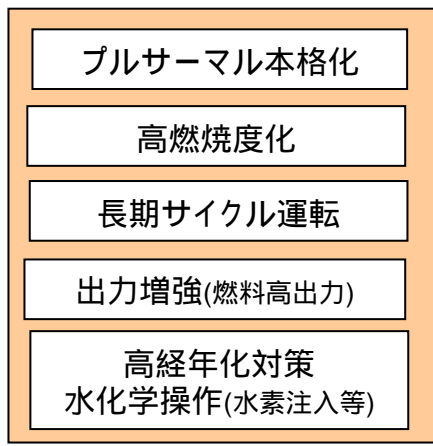 プルサーマル本格化
高燃焼度化
長期サイクル運転
出力増強(燃料高出力)
高経年化対策
水化学操作(水素注入等)